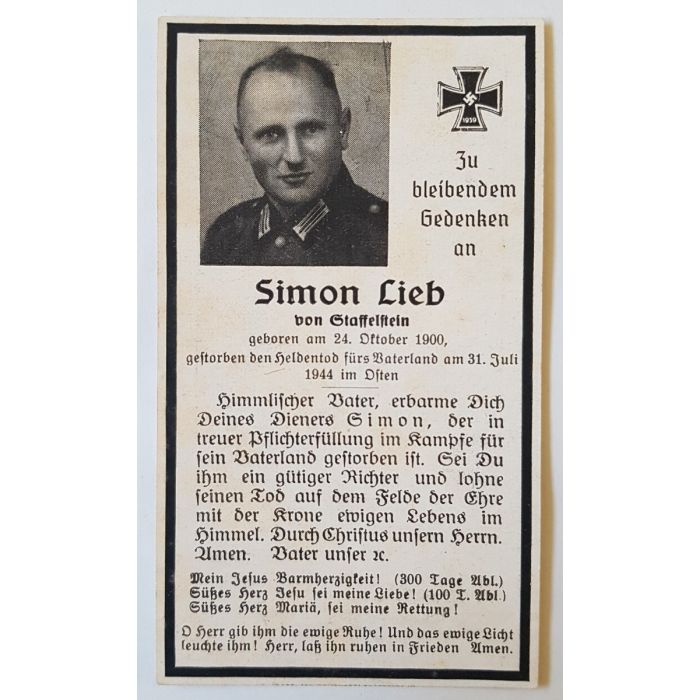 1939
Zu
bleibendem
Gedenken
an
Simon Lieb
von Staffelstein
geboren am 24. Oktober 1900,
gestorben den Heldentod fürs Vaterland am 31. Juli
1944 im Osten
Himmlischer Vater, erbarme Dich
Deines Dieners Simon, der in
treuer Pflichterfüllung im Kampfe für
sein Vaterland gestorben ist. Sei Du
ihm ein gütiger Richter und lohne
seinen Tod auf dem Felde der Ehre
mit der Krone ewigen Lebens im
Himmel. Durch Christus unsern Herrn.
Amen. Vater unser ꝛc.
Mein Jesus Barmherzigkeit! (300 Tage Abl.)
Süßes Herz Jesu sei meine Liebe! (100 T. Abl.)
Süßes Herz Mariä, sei meine Rettung!
O Herr gib ihm die ewige Ruhe! Und das ewige Licht
leuchte ihm! Herr, laß ihn ruhen in Frieden Amen.